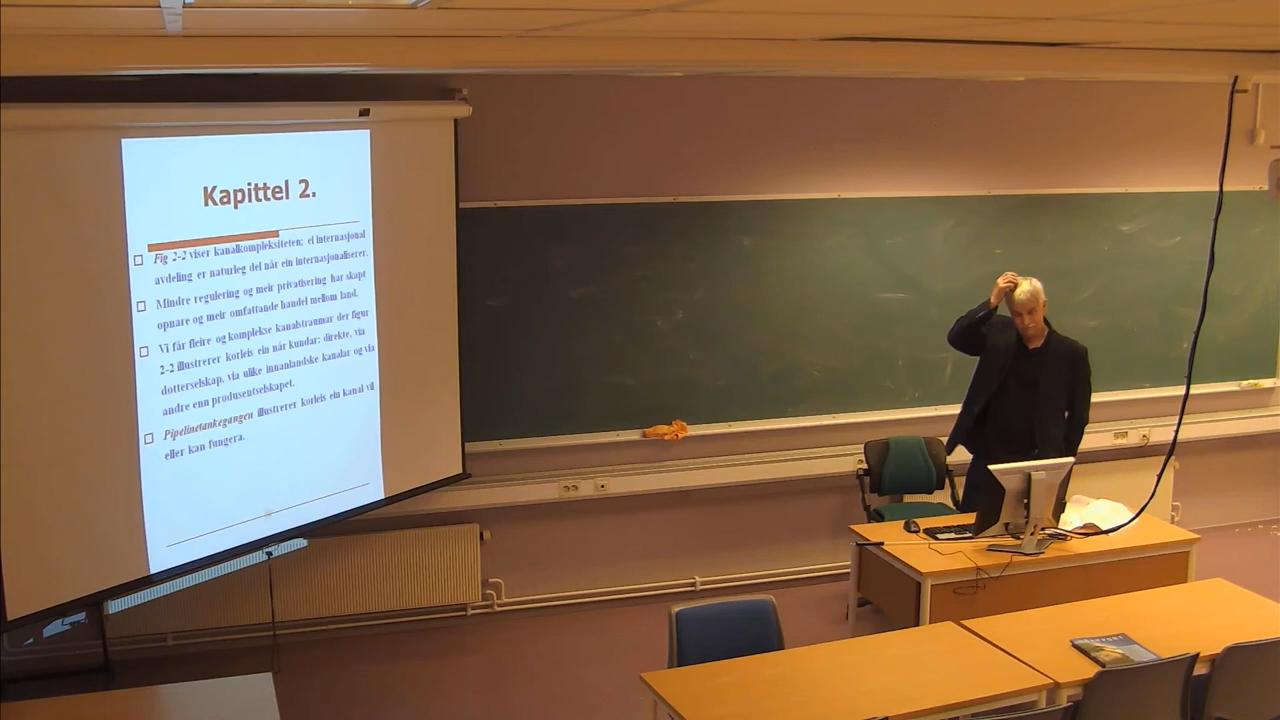 Kapittel 2.
Fig 2-2 viser kanalkompleksiteten; ei internasjonal
avdeling er naturleg del når ein internasjonaliserer.
Mindre regulering og meir privatisering har skapt
opnare og meir omfattande handel mellom land.
Vi får fleire og komplekse kanalstraumar der figur
2-2 illustrerer korleis ein når kundar; direkte, via
dotterselskap, via ulike innanlandske kanalar og via
andre enn produsentselskapet.
Pipelinetankegangen illustrerer korleis ein kanal vil
eller kan fungera.